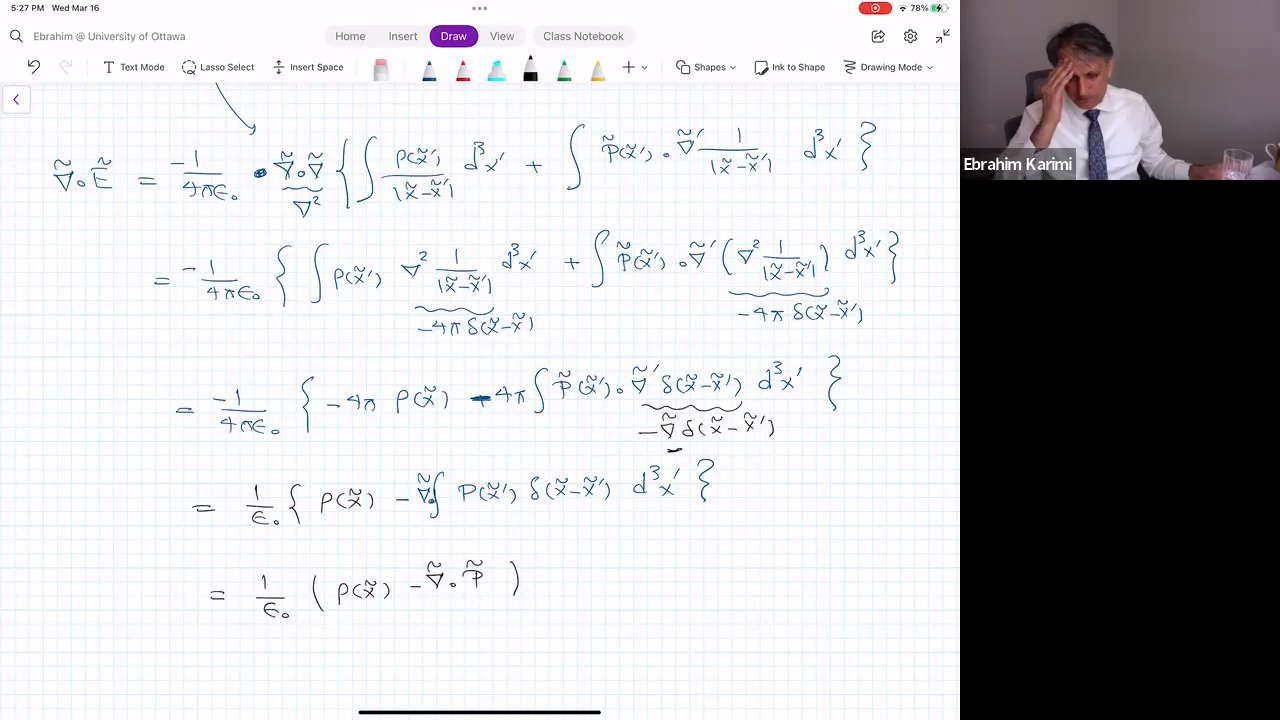 5:27 PM Wed Mar 16
78%
Ebrahim @ University of Ottawa
Home Insert Draw View Class Notebook
Text Mode Lasso Select Insert Space Shapes Ink to Shape Drawing Mode
∇̃·Ẽ = -1/4πε₀ · ∇̃·∇̃ { ∫ ρ(x̃')/|x̃-x̃'| d³x' + ∫ P̃(x̃')·∇̃' 1/|x̃-x̃'| d³x' }
∇²
= -1/4πε₀ { ∫ ρ(x̃') ∇² 1/|x̃-x̃'| d³x' + ∫ P̃(x̃')·∇̃' (∇² 1/|x̃-x̃'|) d³x' }
-4π δ(x̃-x̃') -4π δ(x̃-x̃')
= -1/4πε₀ { -4π ρ(x̃) -4π ∫ P̃(x̃')·∇̃' δ(x̃-x̃') d³x' }
-∇̃ δ(x̃-x̃')
= 1/ε₀ { ρ(x̃) - ∇̃·∫ P(x̃') δ(x̃-x̃') d³x' }
= 1/ε₀ ( ρ(x̃) - ∇̃·P̃ )
Ebrahim Karimi